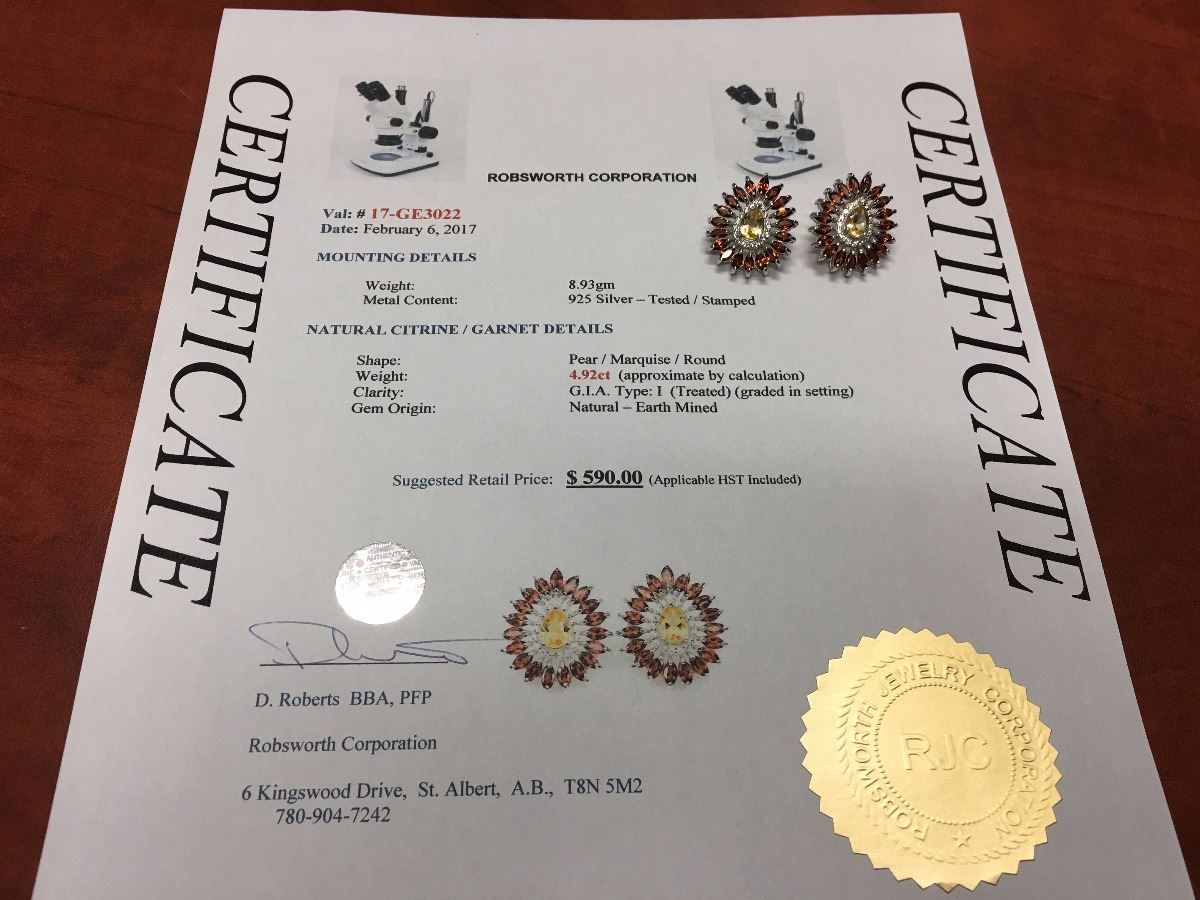 CERTIFICATE
CERTIFICATE
ROBSWORTH CORPORATION
Val: # 17-GE3022
Date: February 6, 2017
MOUNTING DETAILS
Weight: 8.93gm
Metal Content: 925 Silver – Tested / Stamped
NATURAL CITRINE / GARNET DETAILS
Shape: Pear / Marquise / Round
Weight: 4.92ct (approximate by calculation)
Clarity: G.I.A. Type: I (Treated) (graded in setting)
Gem Origin: Natural – Earth Mined
Suggested Retail Price: $ 590.00 (Applicable HST Included)
AUTHENTIC
CERTIFIED
D. Roberts BBA, PFP
Robsworth Corporation
6 Kingswood Drive, St. Albert, A.B., T8N 5M2
780-904-7242
ROBSWORTH JEWELRY CORPORATION
RJC